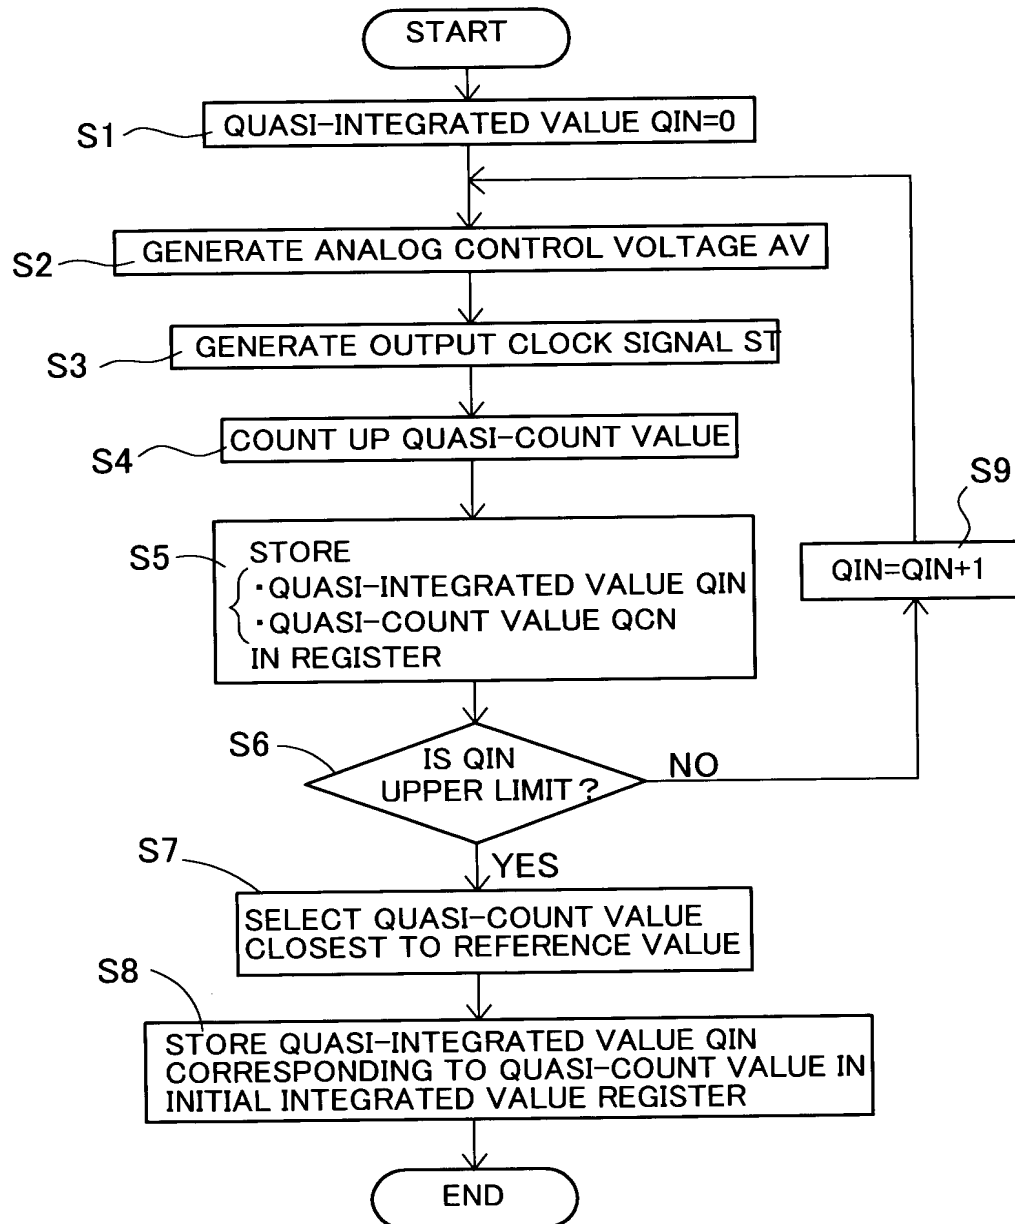 START
S1
QUASI-INTEGRATED VALUE QIN=0
S2
GENERATE ANALOG CONTROL VOLTAGE AV
S3
GENERATE OUTPUT CLOCK SIGNAL ST
S4
COUNT UP QUASI-COUNT VALUE
S5
STORE
・QUASI-INTEGRATED VALUE QIN
・QUASI-COUNT VALUE QCN
IN REGISTER
S9
QIN=QIN+1
S6
IS QIN
UPPER LIMIT?
NO
YES
S7
SELECT QUASI-COUNT VALUE
CLOSEST TO REFERENCE VALUE
S8
STORE QUASI-INTEGRATED VALUE QIN
CORRESPONDING TO QUASI-COUNT VALUE IN
INITIAL INTEGRATED VALUE REGISTER
END